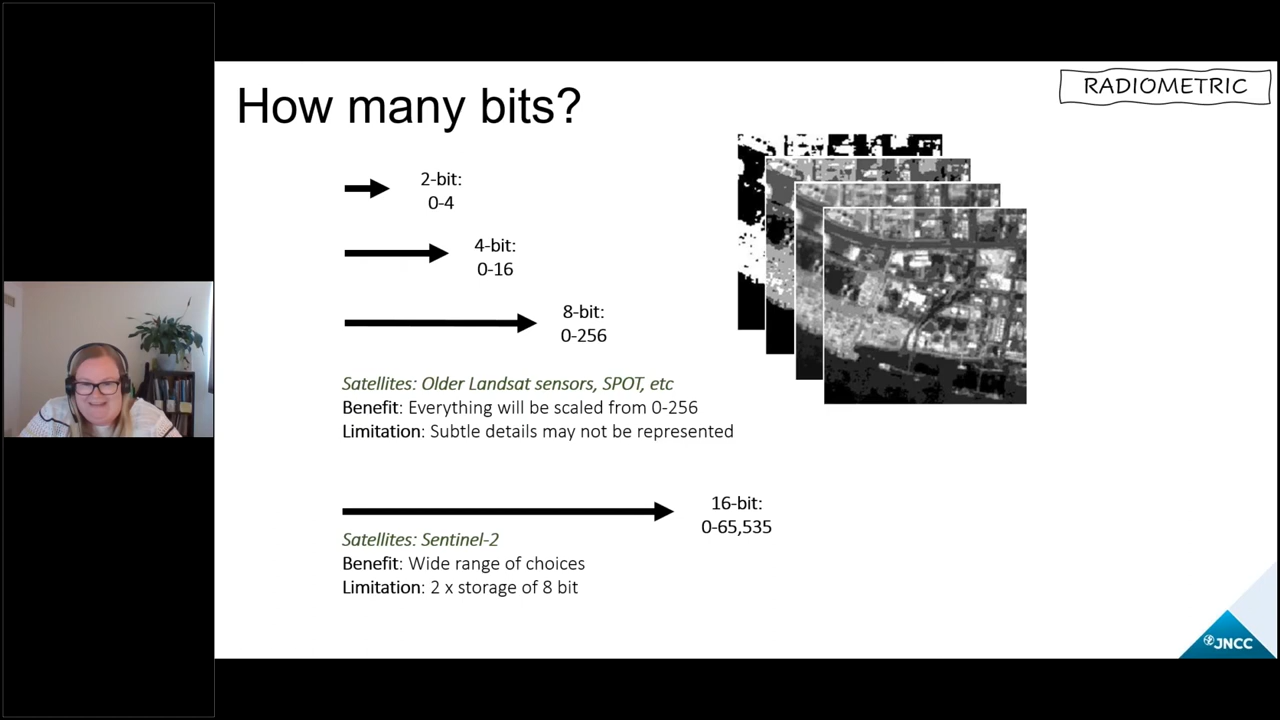 RADIOMETRIC
How many bits?
2-bit:
0-4
4-bit:
0-16
8-bit:
0-256
Satellites: Older Landsat sensors, SPOT, etc
Benefit: Everything will be scaled from 0-256
Limitation: Subtle details may not be represented
16-bit:
0-65,535
Satellites: Sentinel-2
Benefit: Wide range of choices
Limitation: 2 x storage of 8 bit
JNCC